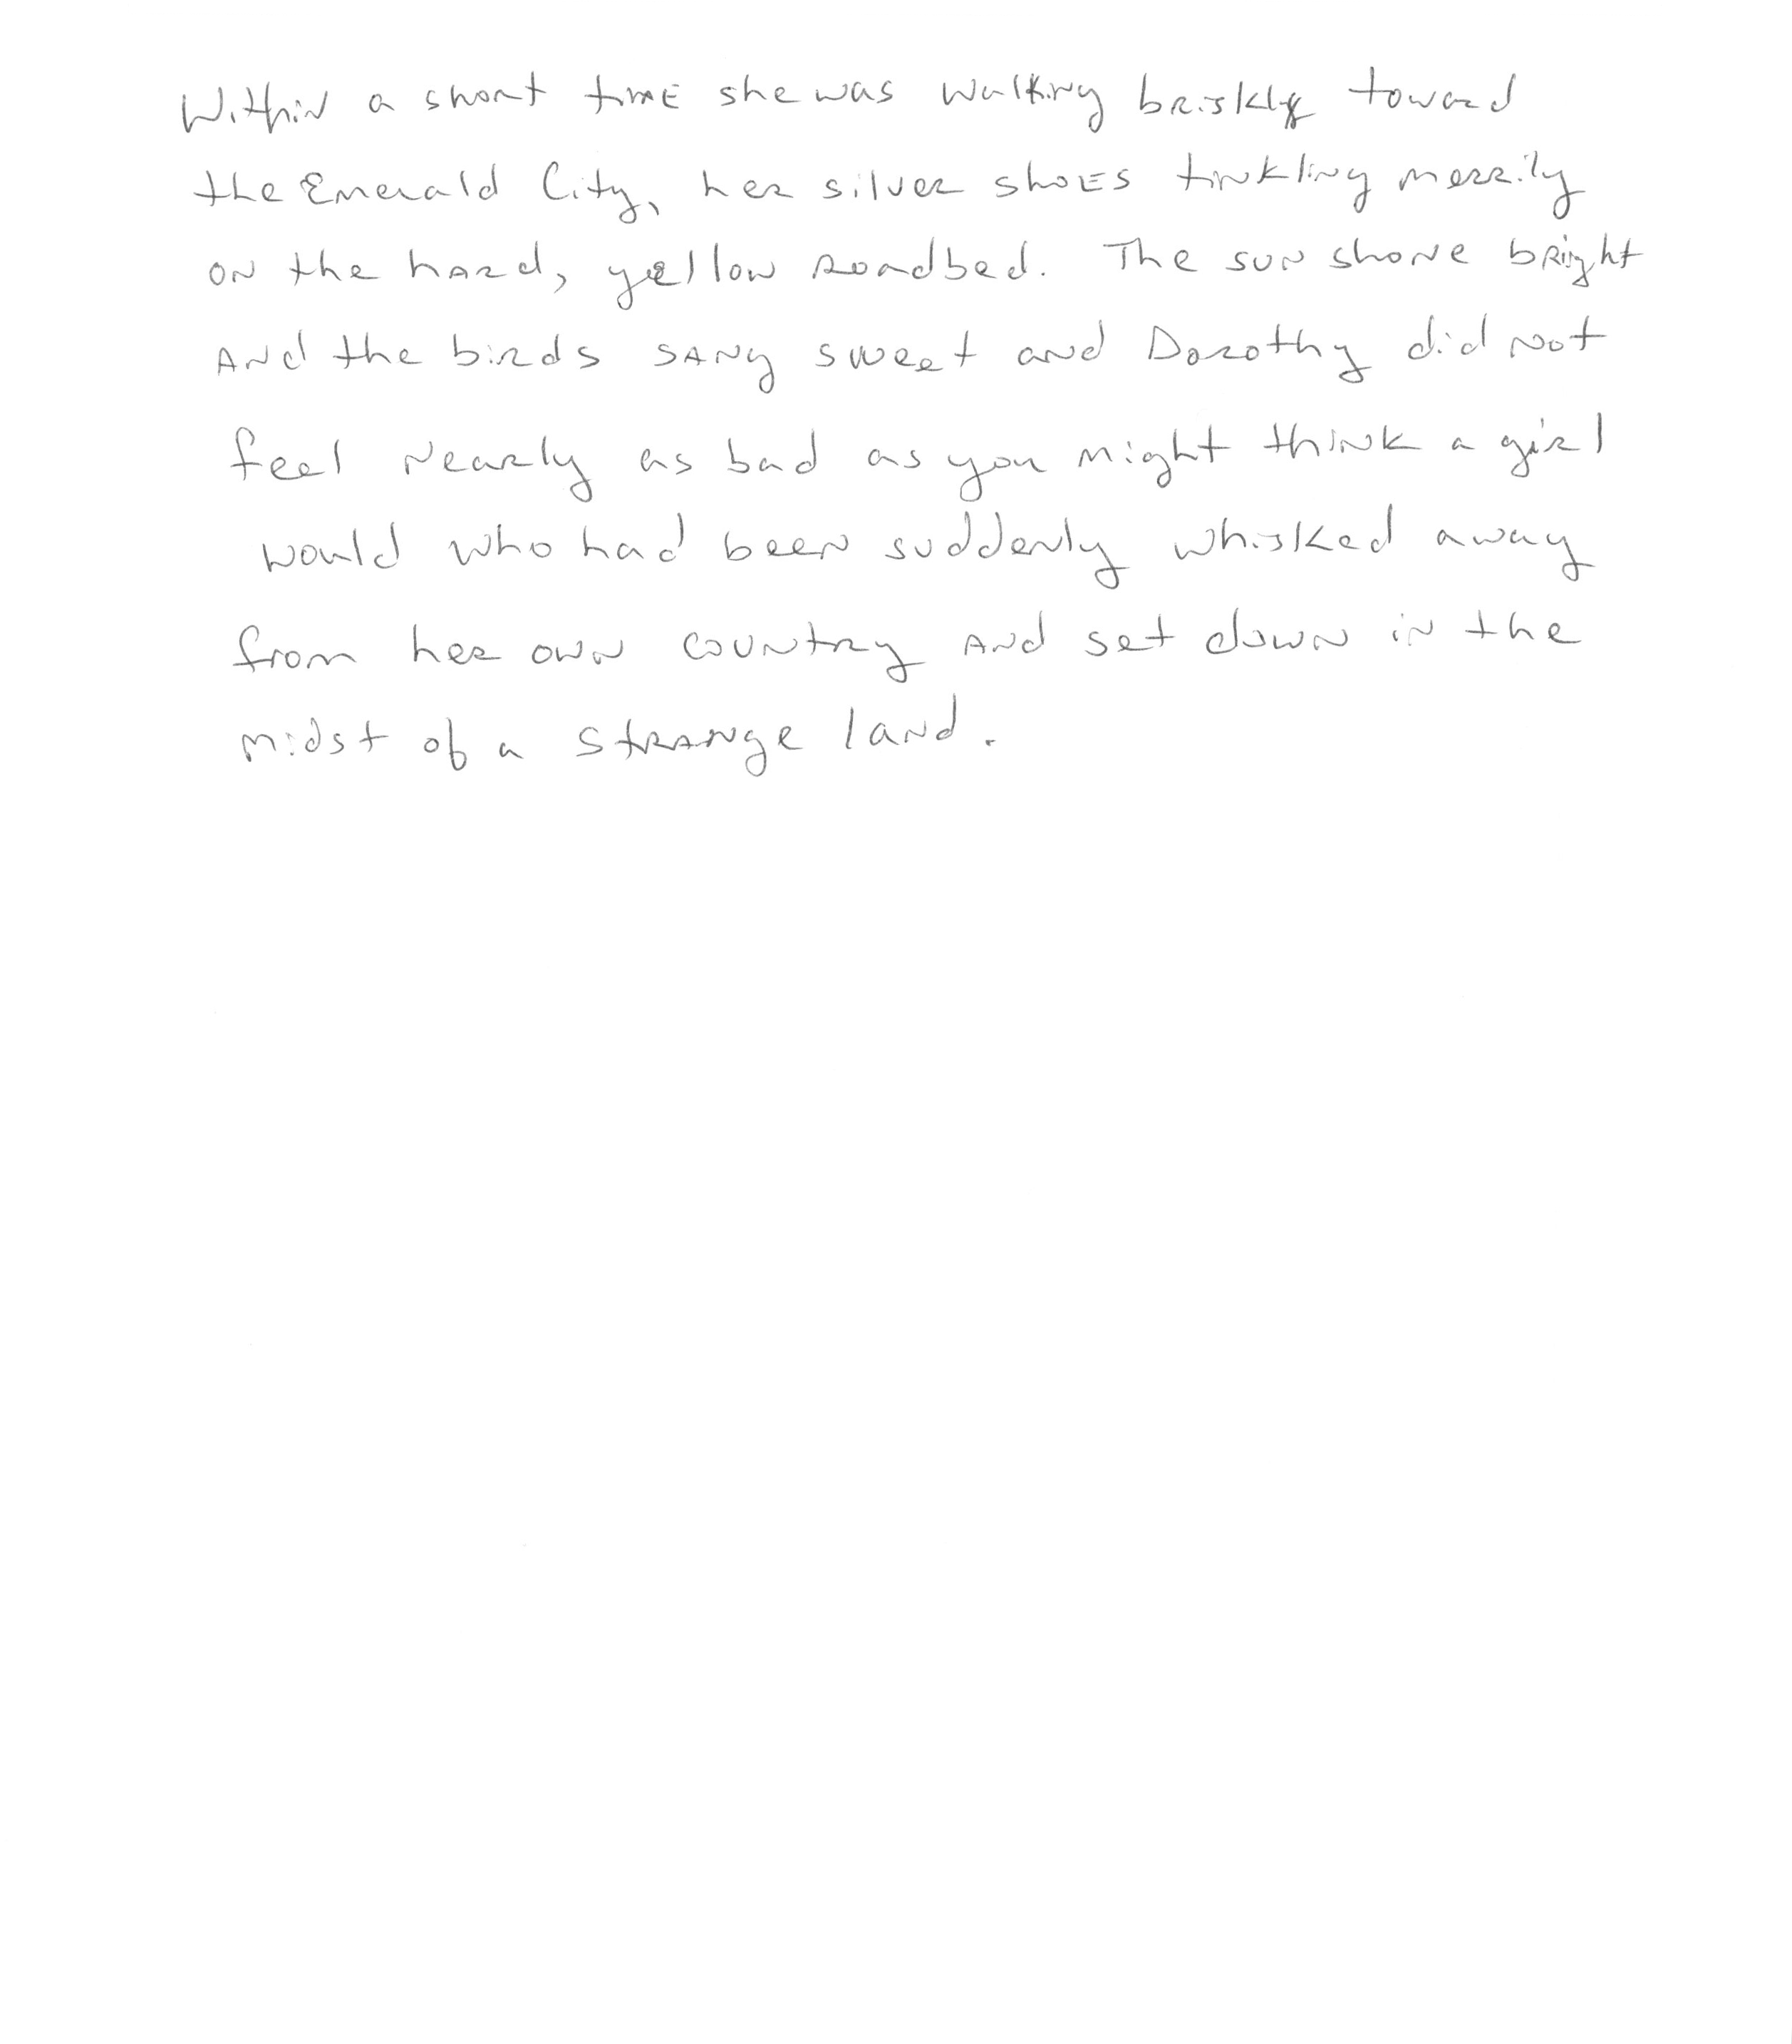 Within a short time she was walking briskly toward
the Emerald City, her silver shoes tinkling merrily
on the hard, yellow roadbed. The sun shone bright
and the birds sang sweet and Dorothy did not
feel nearly as bad as you might think a girl
would who had been suddenly whisked away
from her own country and set down in the
midst of a strange land.